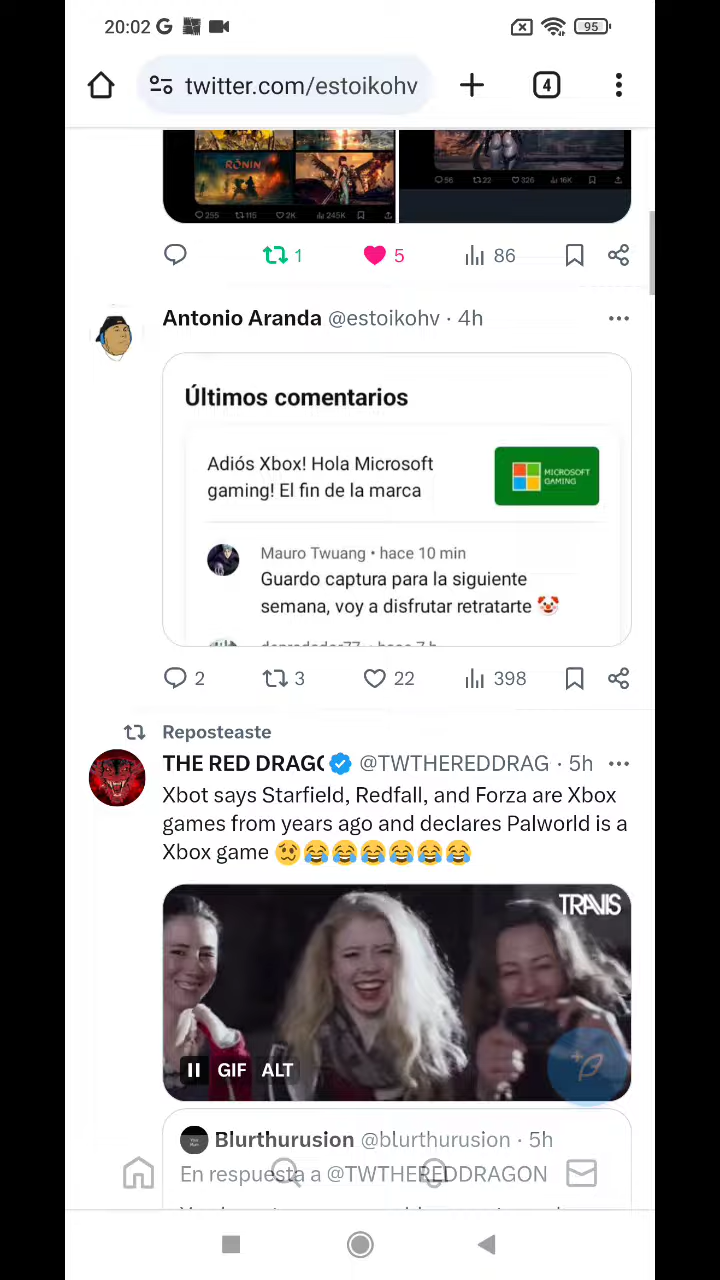 20:02
95
twitter.com/estoikohv
4
RŌNIN
255 115 2K 245K
56 22 326 16K
1 5 86
Antonio Aranda @estoikohv · 4h
Últimos comentarios
Adiós Xbox! Hola Microsoft
gaming! El fin de la marca
MICROSOFT
GAMING
Mauro Twuang • hace 10 min
Guardo captura para la siguiente
semana, voy a disfrutar retratarte 🤡
2 3 22 398
Reposteaste
THE RED DRAG @TWTHEREDDRAG · 5h
Xbot says Starfield, Redfall, and Forza are Xbox
games from years ago and declares Palworld is a
Xbox game 🥴😂😂😂😂😂😂
TRAVIS
GIF ALT
Blurthurusion @blurthurusion · 5h
En respuesta a @TWTHEREDDRAGON